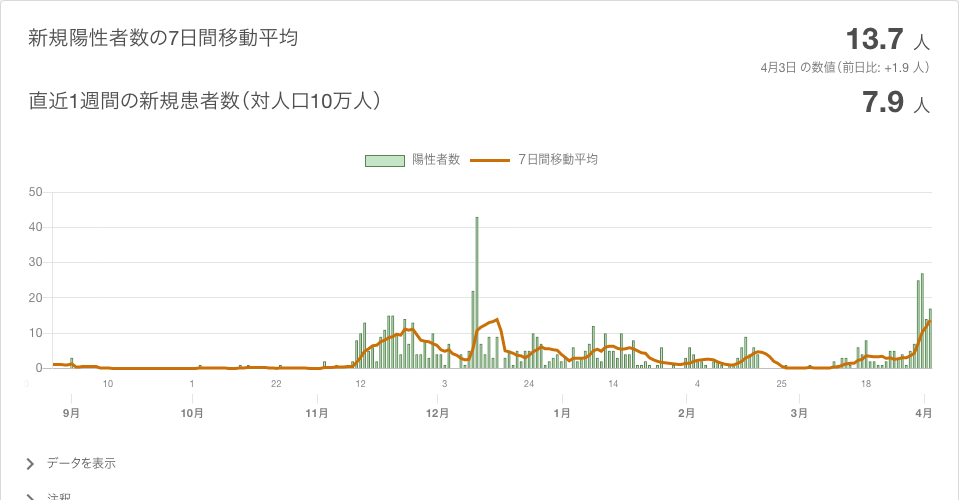 新規陽性者数の7日間移動平均
13.7 人
4月3日 の数値（前日比: +1.9 人）
直近1週間の新規患者数（対人口10万人）
7.9 人
陽性者数 7日間移動平均
50
40
30
20
10
0
10 1 22 12 3 24 14 4 25 18
9月 10月 11月 12月 1月 2月 3月 4月
データを表示
注釈